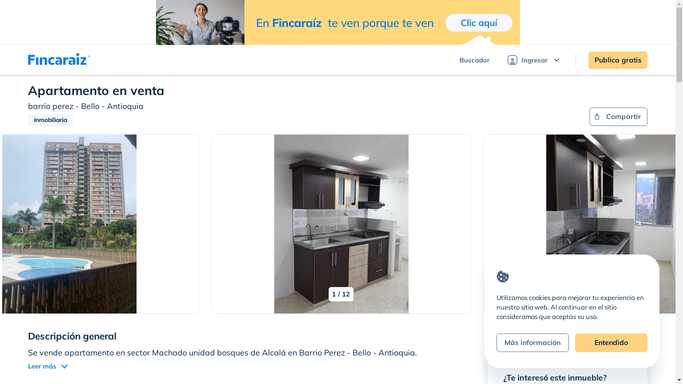 En Fincaraíz te ven porque te ven
Clic aquí
Fincaraíz
Buscador
Ingresar
Publica gratis
Apartamento en venta
barrio perez - Bello - Antioquia
Inmobiliaria
Compartir
1 / 12
Utilizamos cookies para mejorar tu experiencia en
nuestro sitio web. Al continuar en el sitio
consideramos que aceptas su uso.
Más información
Entendido
Descripción general
Se vende apartamento en sector Machado unidad bosques de Alcalá en Barrio Perez - Bello - Antioquia.
Leer más
¿Te interesó este inmueble?